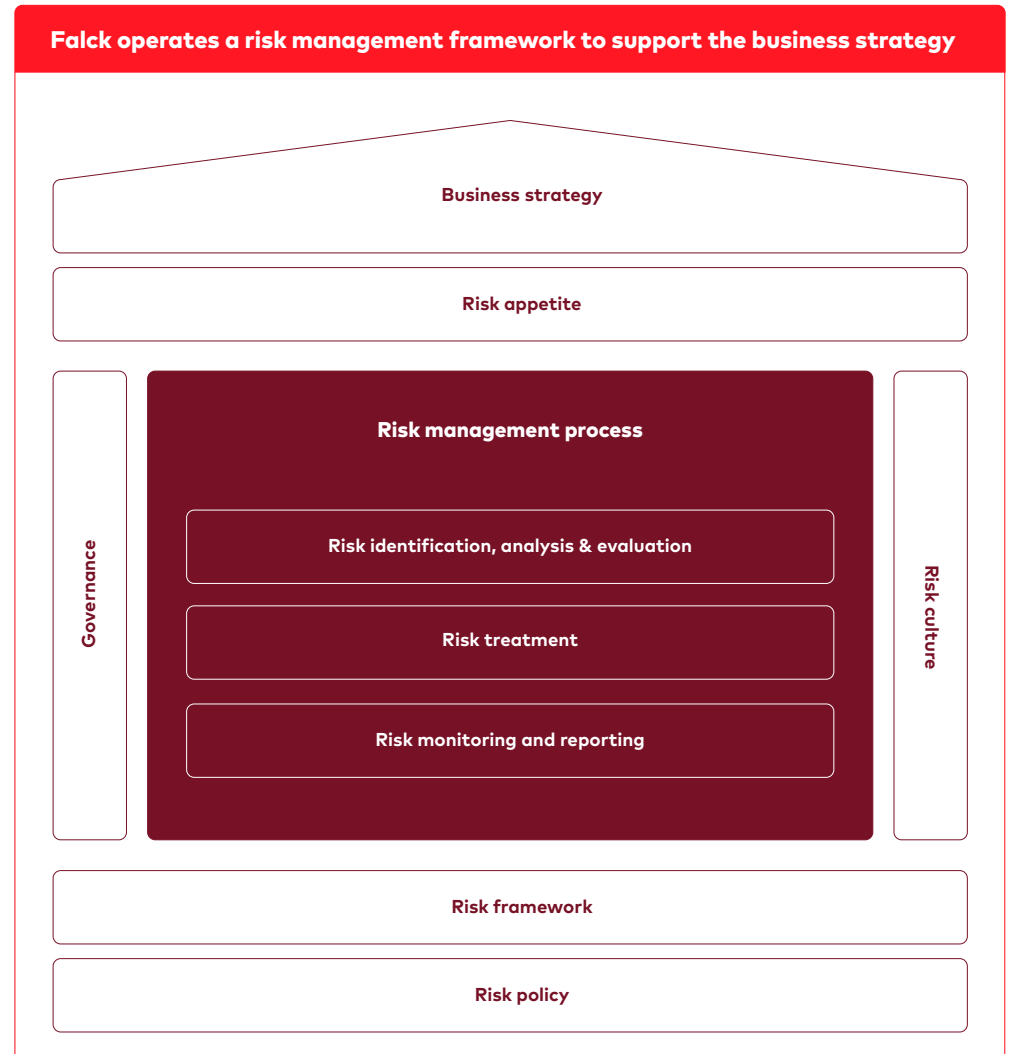 Falck operates a risk management framework to support the business strategy
Business strategy
Risk appetite
Governance
Risk management process
Risk identification, analysis & evaluation
Risk treatment
Risk monitoring and reporting
Risk culture
Risk framework
Risk policy